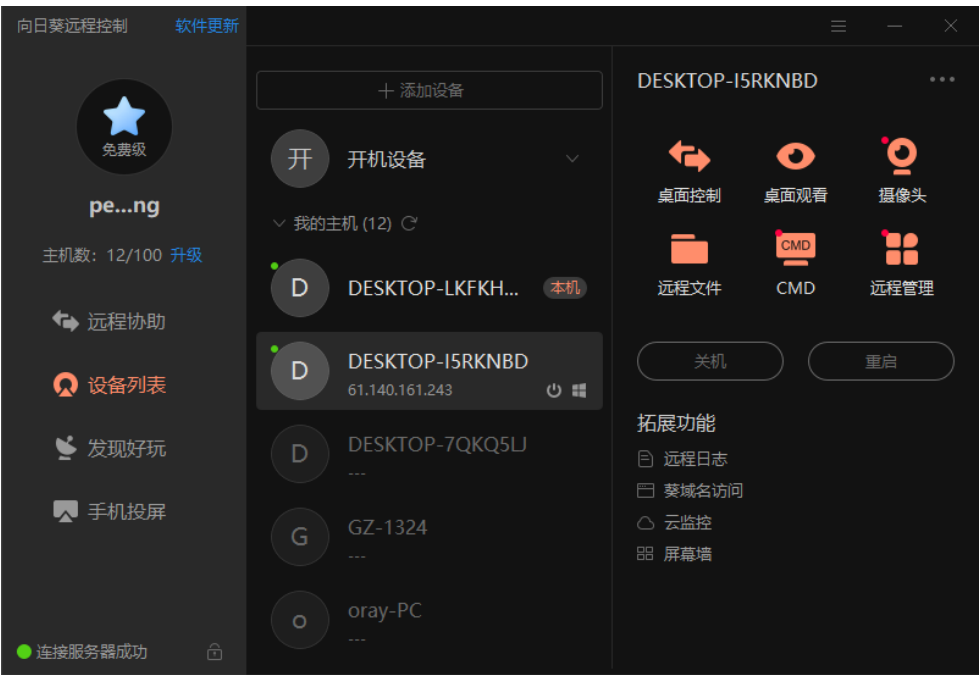 向日葵远程控制
软件更新
免费级
pe...ng
主机数：12/100 升级
远程协助
设备列表
发现好玩
手机投屏
连接服务器成功
添加设备
开 开机设备
我的主机 (12)
D DESKTOP-LKFKH... 本机
D DESKTOP-I5RKNBD
61.140.161.243
D DESKTOP-7QKQ5LJ
---
G GZ-1324
---
o oray-PC
---
DESKTOP-I5RKNBD
桌面控制 桌面观看 摄像头
CMD
远程文件 CMD 远程管理
关机 重启
拓展功能
远程日志
葵域名访问
云监控
屏幕墙